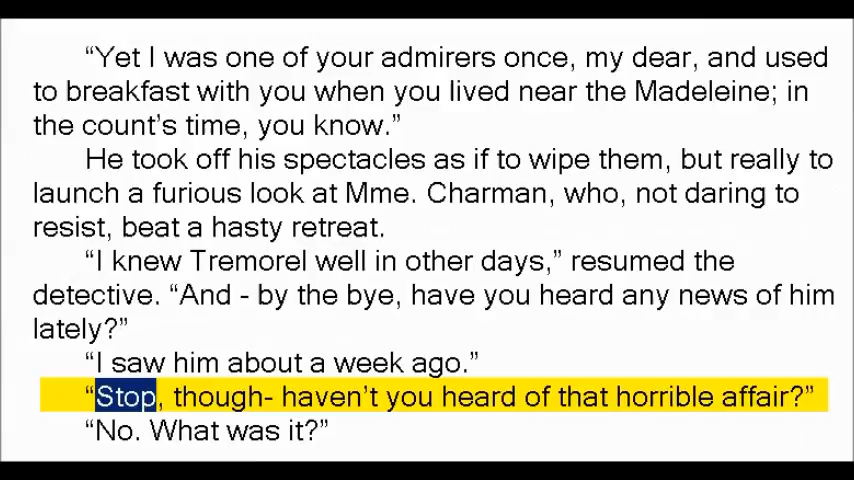 “Yet I was one of your admirers once, my dear, and used
to breakfast with you when you lived near the Madeleine; in
the count’s time, you know.”
He took off his spectacles as if to wipe them, but really to
launch a furious look at Mme. Charman, who, not daring to
resist, beat a hasty retreat.
“I knew Tremorel well in other days,” resumed the
detective. “And - by the bye, have you heard any news of him
lately?”
“I saw him about a week ago.”
“Stop, though- haven’t you heard of that horrible affair?”
“No. What was it?”